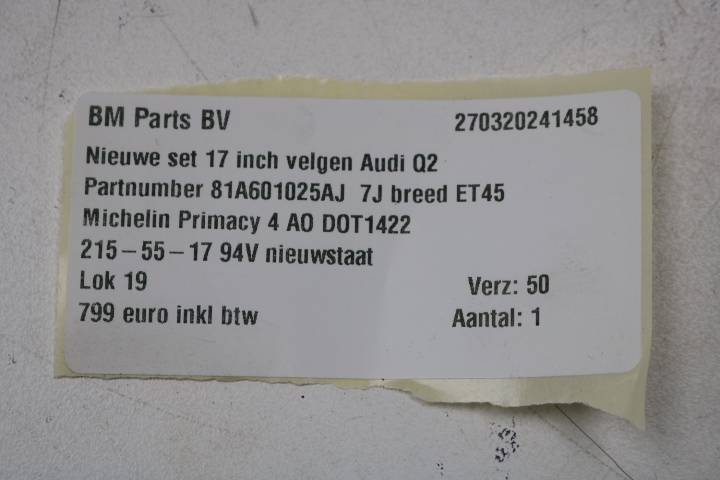 BM Parts BV 270320241458
Nieuwe set 17 inch velgen Audi Q2
Partnumber 81A601025AJ 7J breed ET45
Michelin Primacy 4 AO DOT1422
215-55-17 94V nieuwstaat
Lok 19 Verz: 50
799 euro inkl btw Aantal: 1